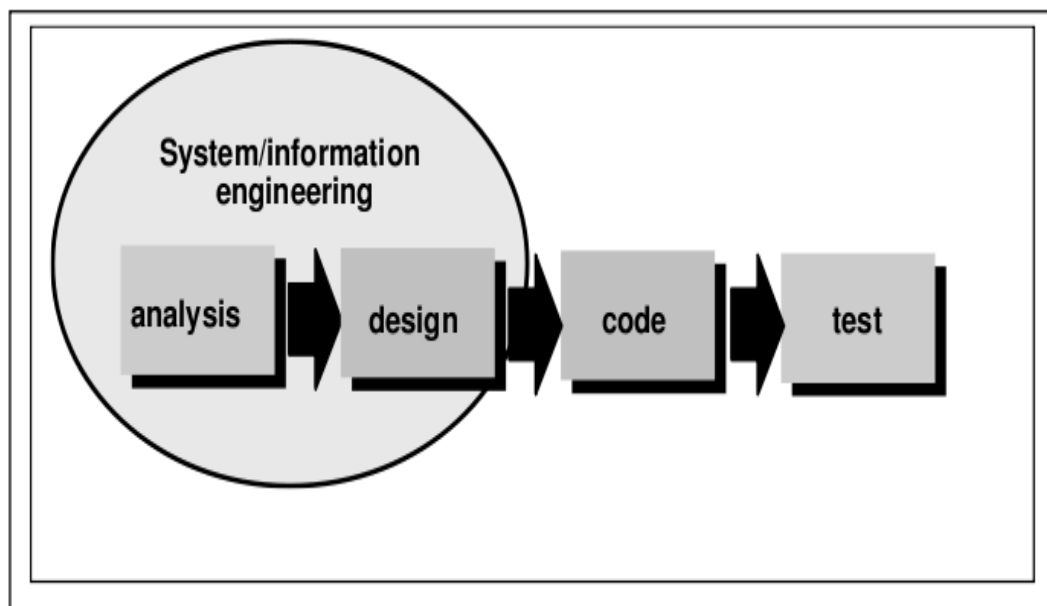 System/information
engineering
analysis
design
code
test